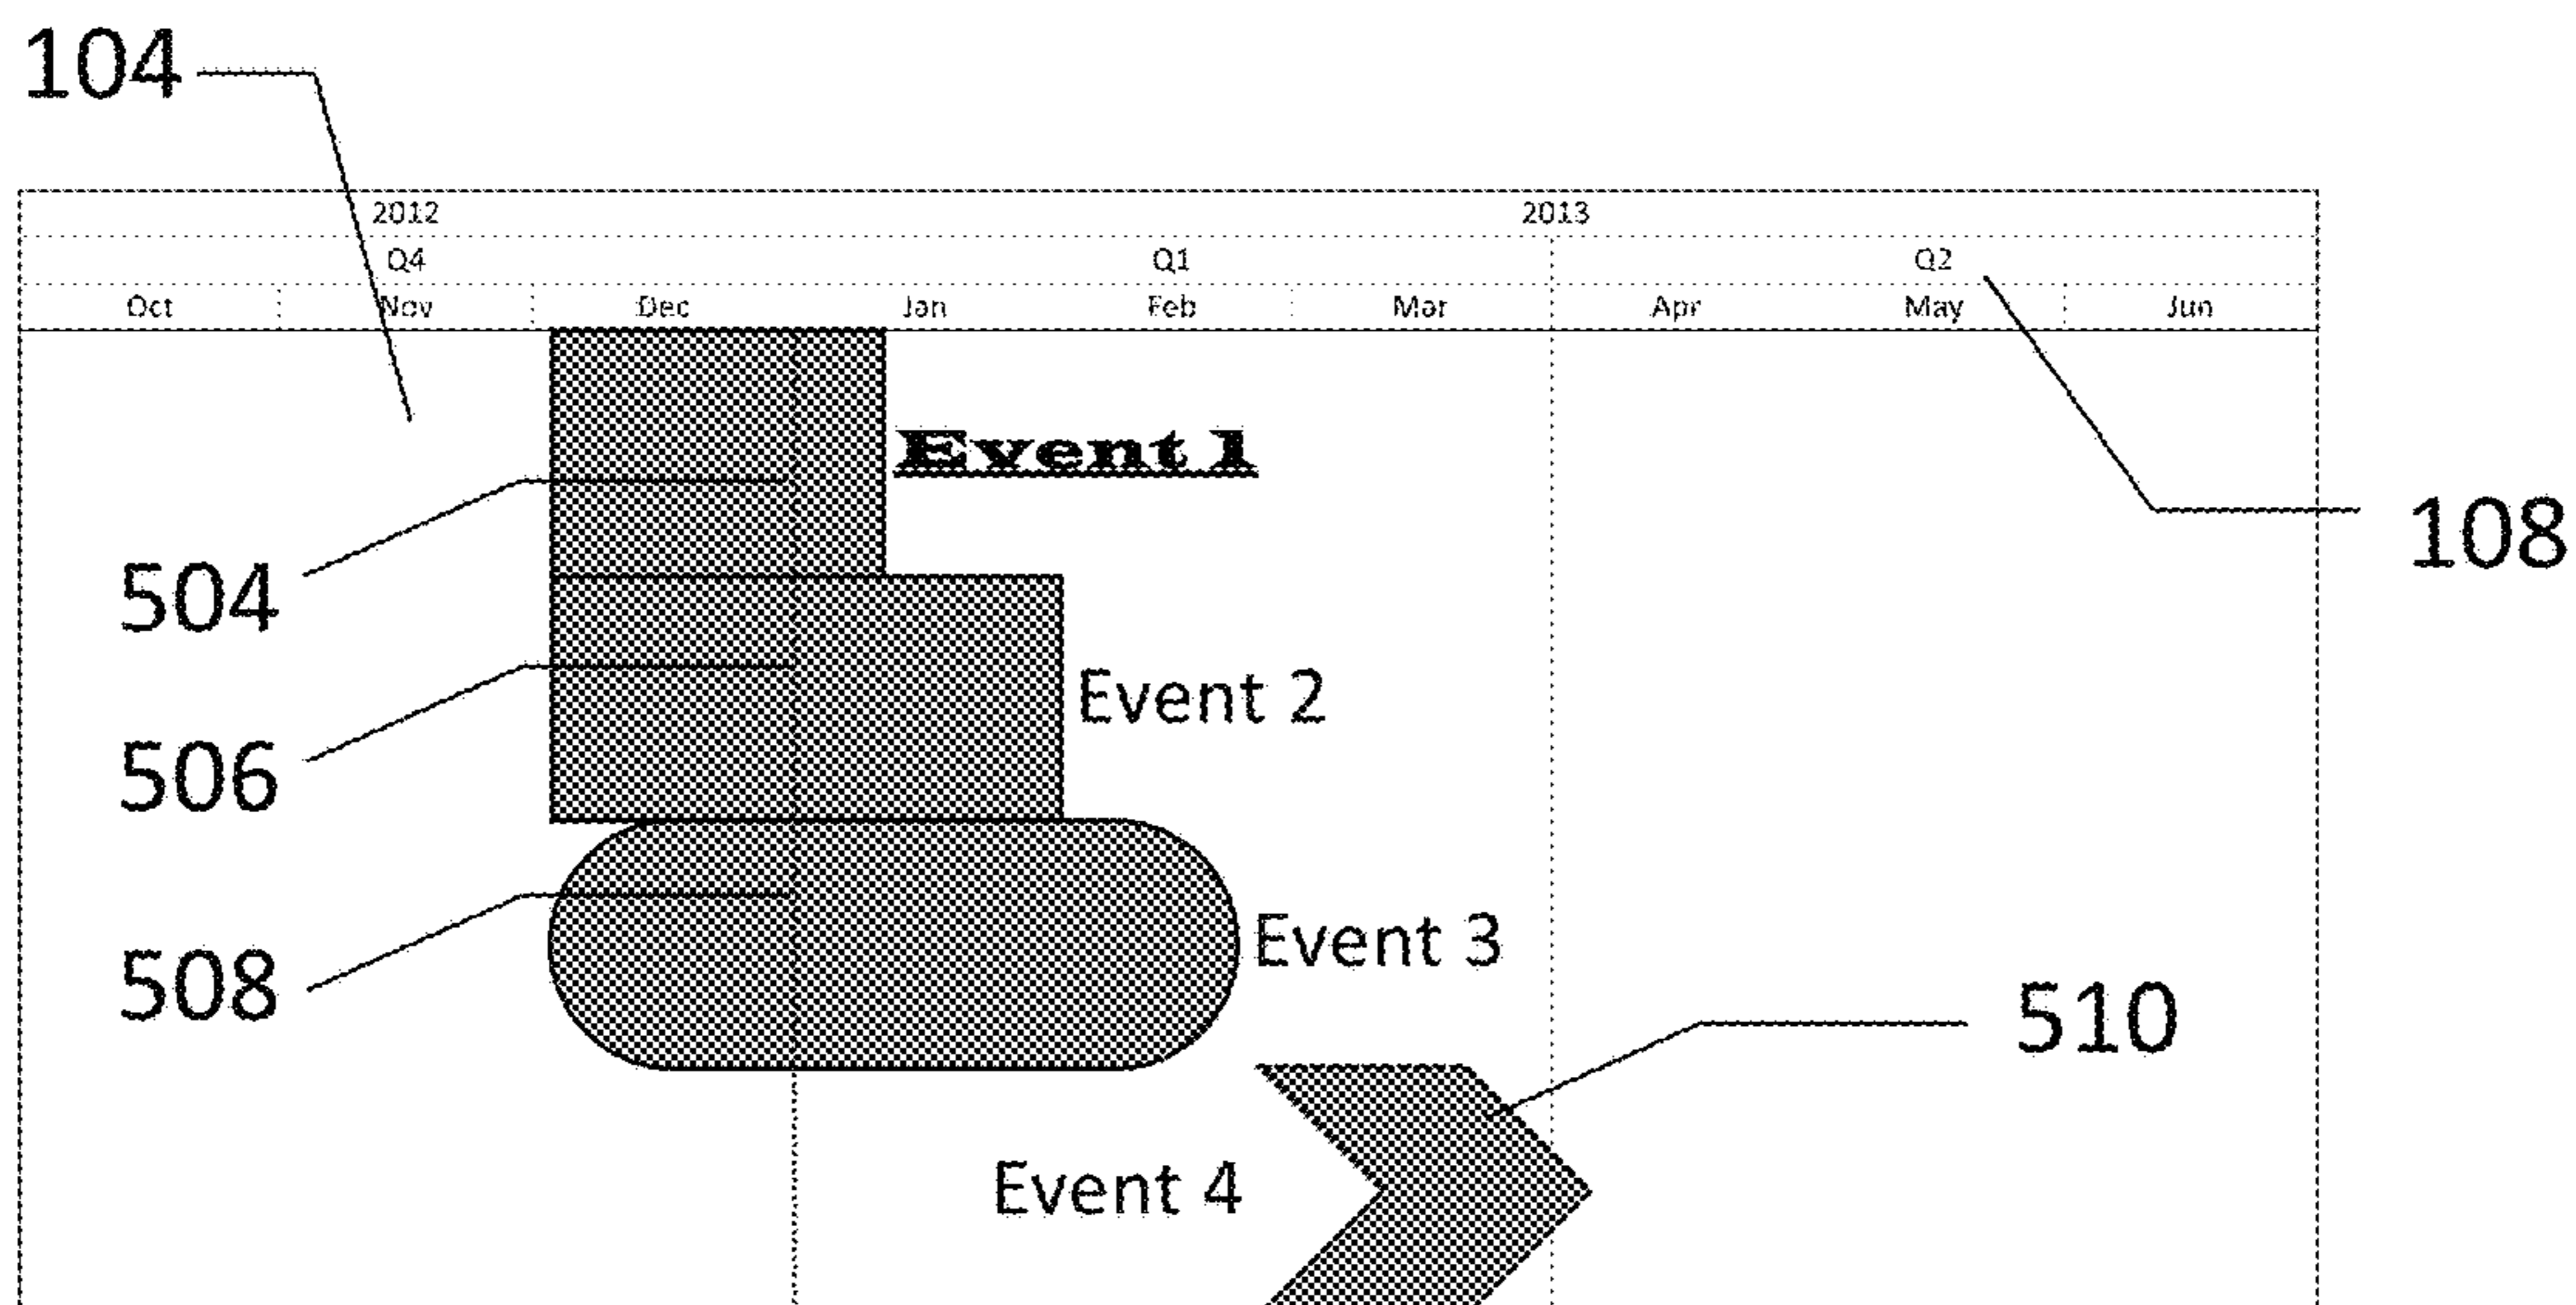 104
2012 2013
Q4 Q1 Q2
Oct Nov Dec Jan Feb Mar Apr May Jun
Event 1
108
504
Event 2
506
Event 3
508
510
Event 4